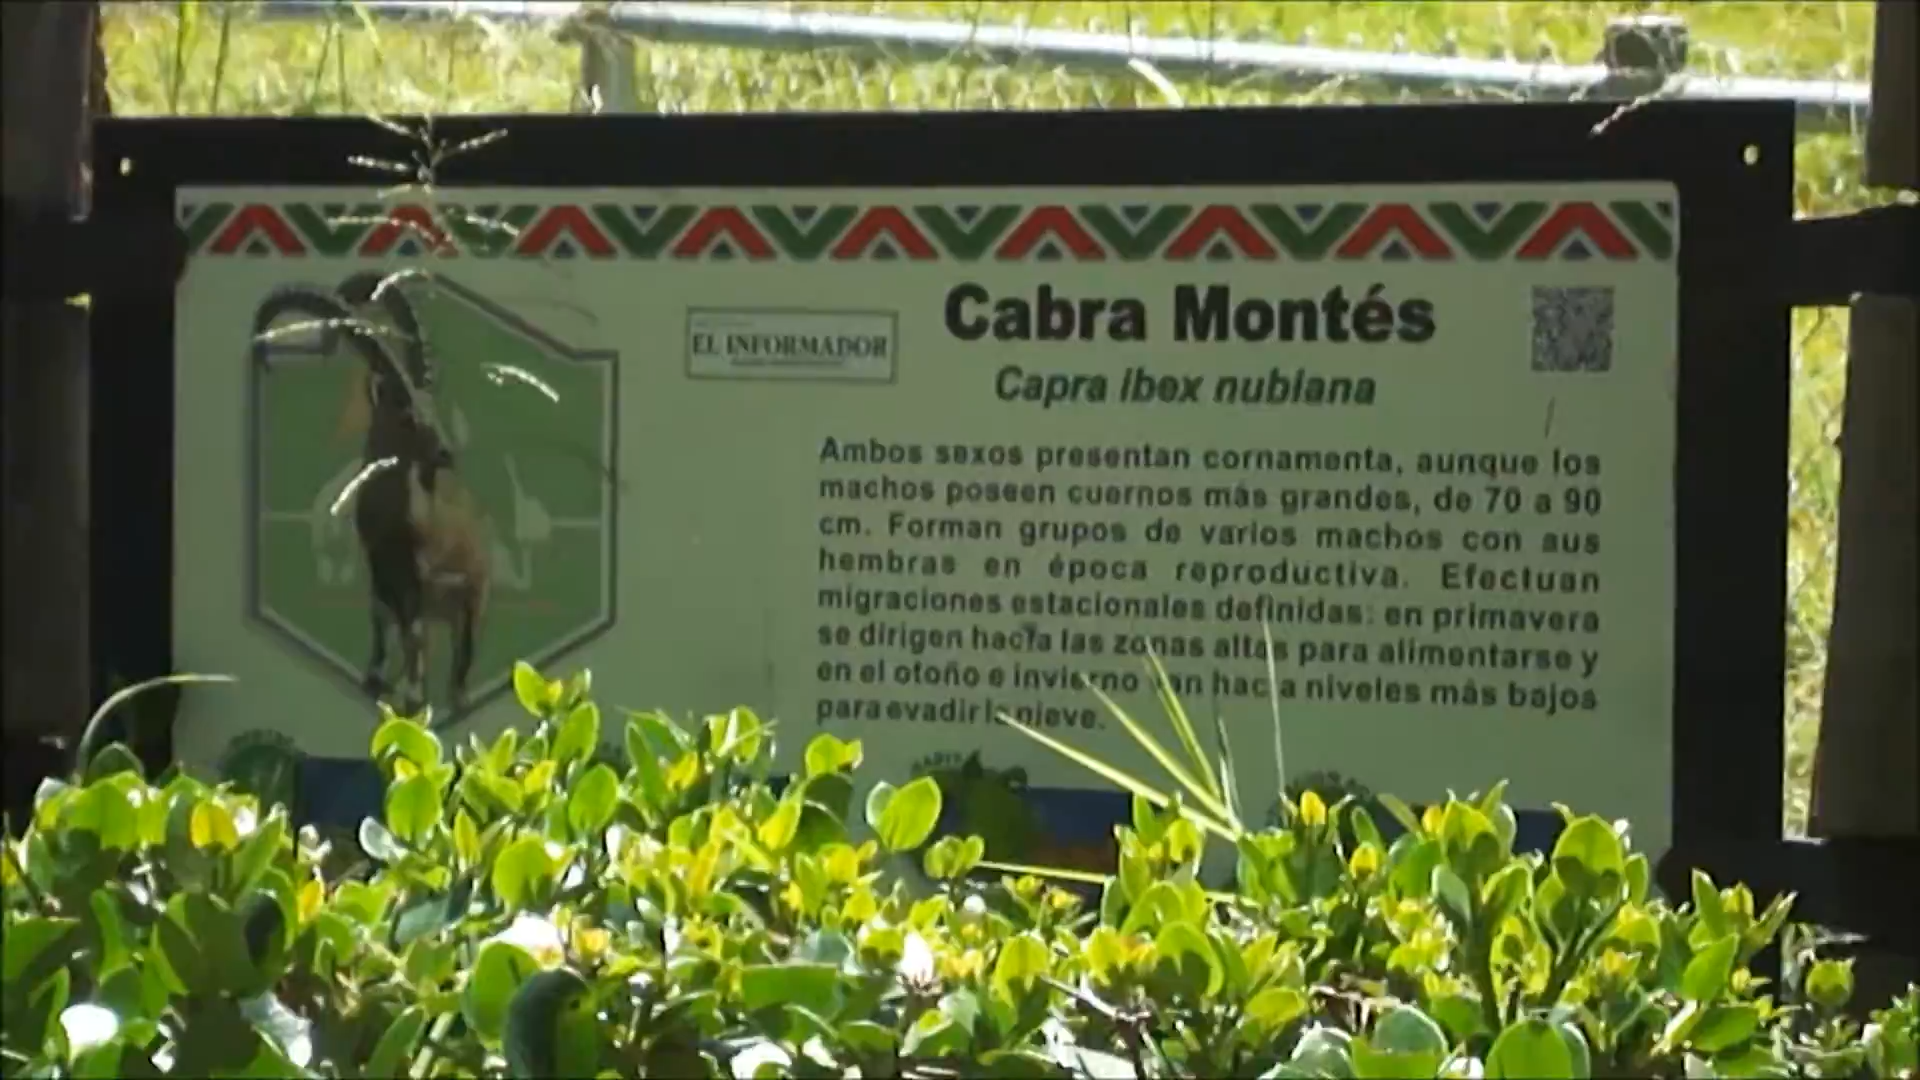 Cabra Montés
EL INFORMADOR
Capra ibex nubiana
Ambos sexos presentan cornamenta, aunque los
machos poseen cuernos más grandes, de 70 a 90
cm. Forman grupos de varios machos con sus
hembras en época reproductiva. Efectuan
migraciones estacionales definidas: en primavera
se dirigen hacia las zonas altas para alimentarse y
en el otoño e invierno van hacia niveles más bajos
para evadir la nieve.